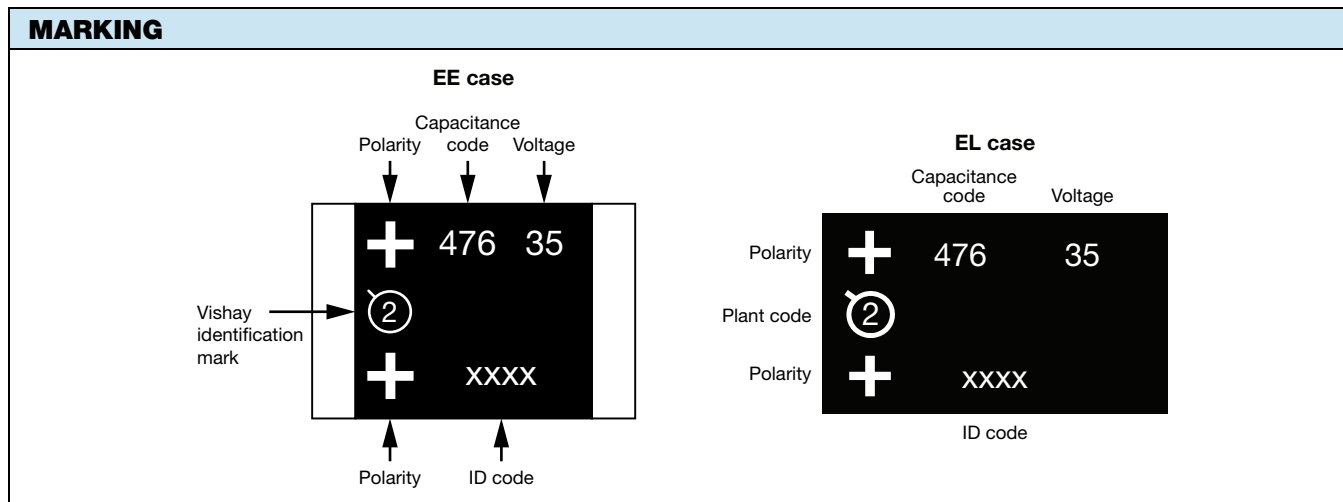 MARKING
EE case
Capacitance
Polarity code Voltage
476 35
2
Vishay
identification
mark
xxxx
Polarity ID code
EL case
Capacitance
code Voltage
Polarity 476 35
Plant code 2
Polarity xxxx
ID code